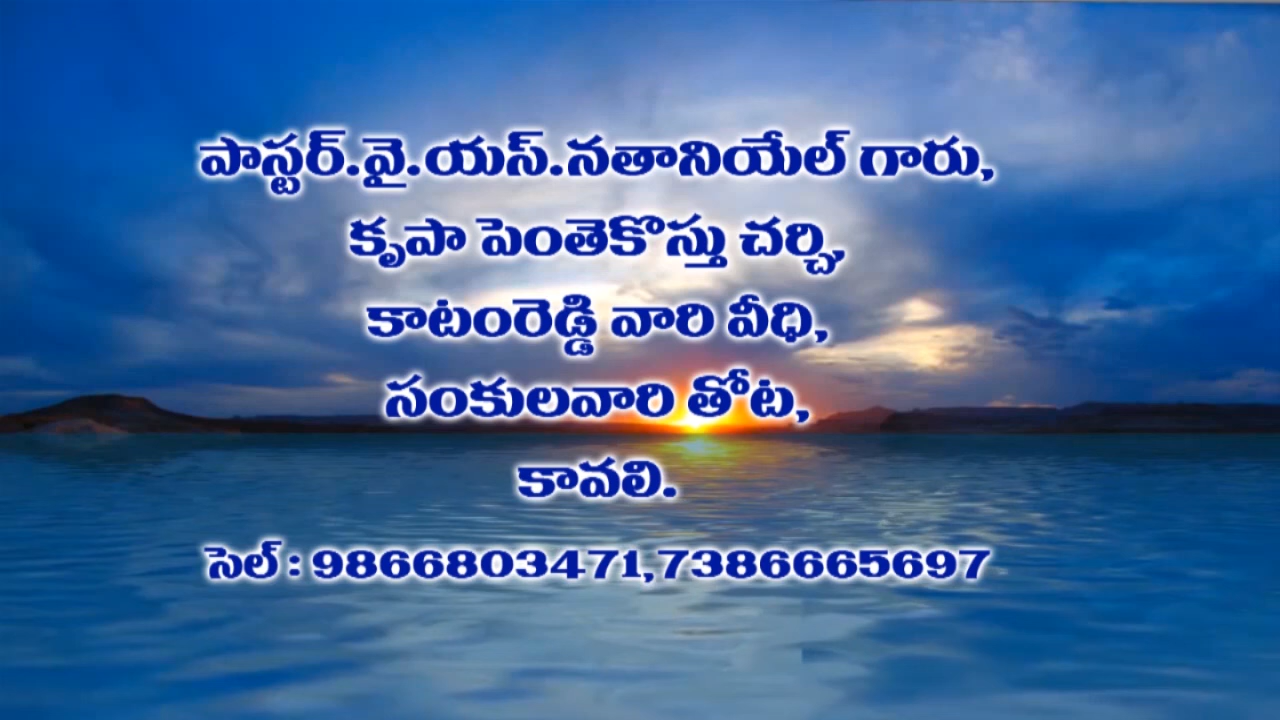 పాస్టర్.వై.యస్.నతానియేల్ గారు,
కృపా పెంతెకొస్తు చర్చి,
కాటంరెడ్డి వారి వీధి,
సంకులవారి తోట,
కావలి.
సెల్ : 9866803471,7386665697